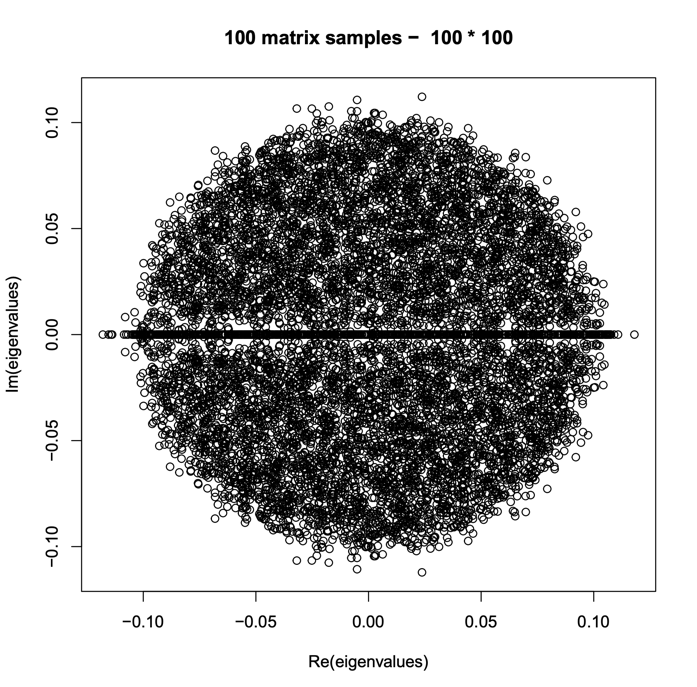 100 matrix samples − 100 * 100
0.10
0.05
0.00
−0.05
−0.10
Im(eigenvalues)
−0.10 −0.05 0.00 0.05 0.10
Re(eigenvalues)